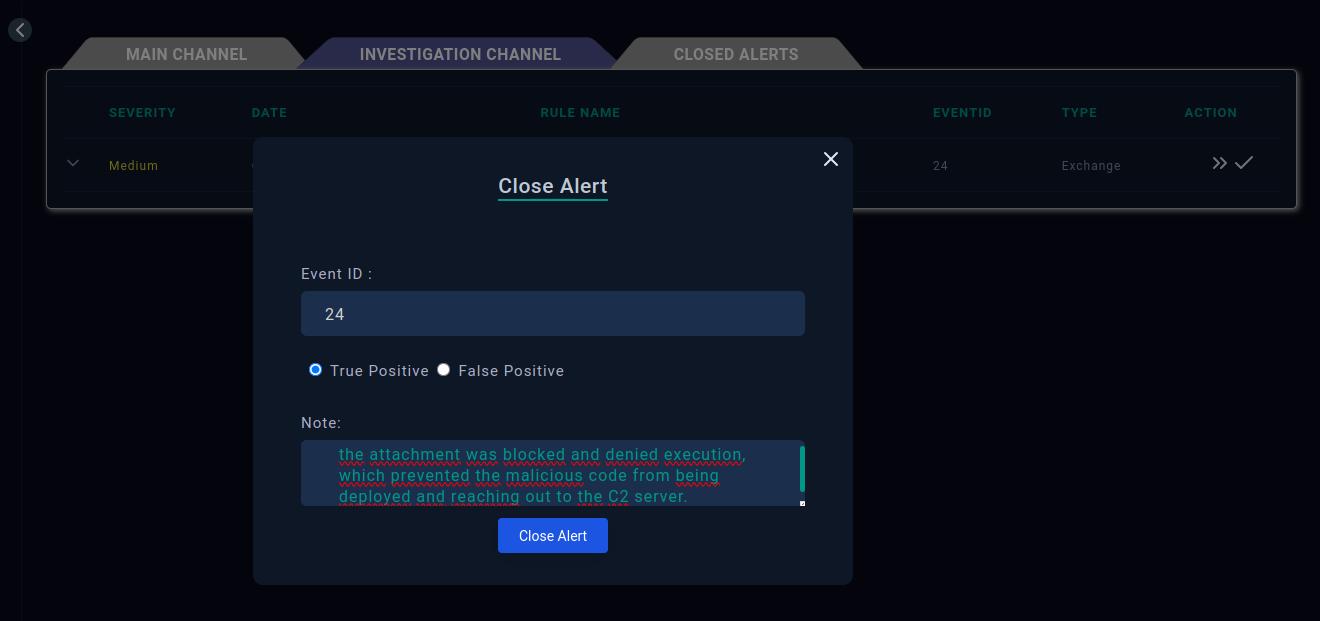 MAIN CHANNEL INVESTIGATION CHANNEL CLOSED ALERTS
SEVERITY DATE RULE NAME EVENTID TYPE ACTION
Medium 24 Exchange
Close Alert
Event ID :
24
True Positive False Positive
Note:
the attachment was blocked and denied execution,
which prevented the malicious code from being
deployed and reaching out to the C2 server.
Close Alert